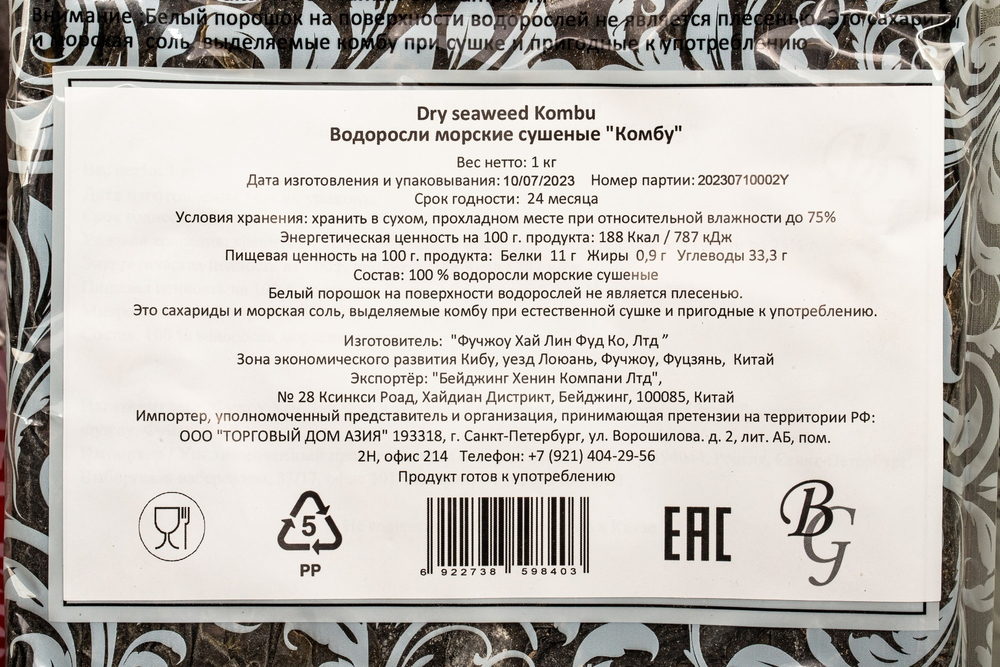 Внимание. Белый порошок на поверхности водорослей не является плесенью. Это сахариды
и морская соль, выделяемые комбу при сушке и пригодные к употреблению
Dry seaweed Kombu
Водоросли морские сушеные "Комбу"
Вес нетто: 1 кг
Дата изготовления и упаковывания: 10/07/2023 Номер партии: 20230710002Y
Срок годности: 24 месяца
Условия хранения: хранить в сухом, прохладном месте при относительной влажности до 75%
Энергетическая ценность на 100 г. продукта: 188 Ккал / 787 кДж
Пищевая ценность на 100 г. продукта: Белки 11 г Жиры 0,9 г Углеводы 33,3 г
Состав: 100 % водоросли морские сушеные
Белый порошок на поверхности водорослей не является плесенью.
Это сахариды и морская соль, выделяемые комбу при естественной сушке и пригодные к употреблению.
Изготовитель: "Фучжоу Хай Лин Фуд Ко, Лтд "
Зона экономического развития Кибу, уезд Лоюань, Фучжоу, Фуцзянь, Китай
Экспортёр: "Бейджинг Хенин Компани Лтд",
№ 28 Ксинкси Роад, Хайдиан Дистрикт, Бейджинг, 100085, Китай
Импортер, уполномоченный представитель и организация, принимающая претензии на территории РФ:
ООО "ТОРГОВЫЙ ДОМ АЗИЯ" 193318, г. Санкт-Петербург, ул. Ворошилова. д. 2, лит. АБ, пом.
2Н, офис 214 Телефон: +7 (921) 404-29-56
Продукт готов к употреблению
5
PP
6 922738 598403
EAC
BG